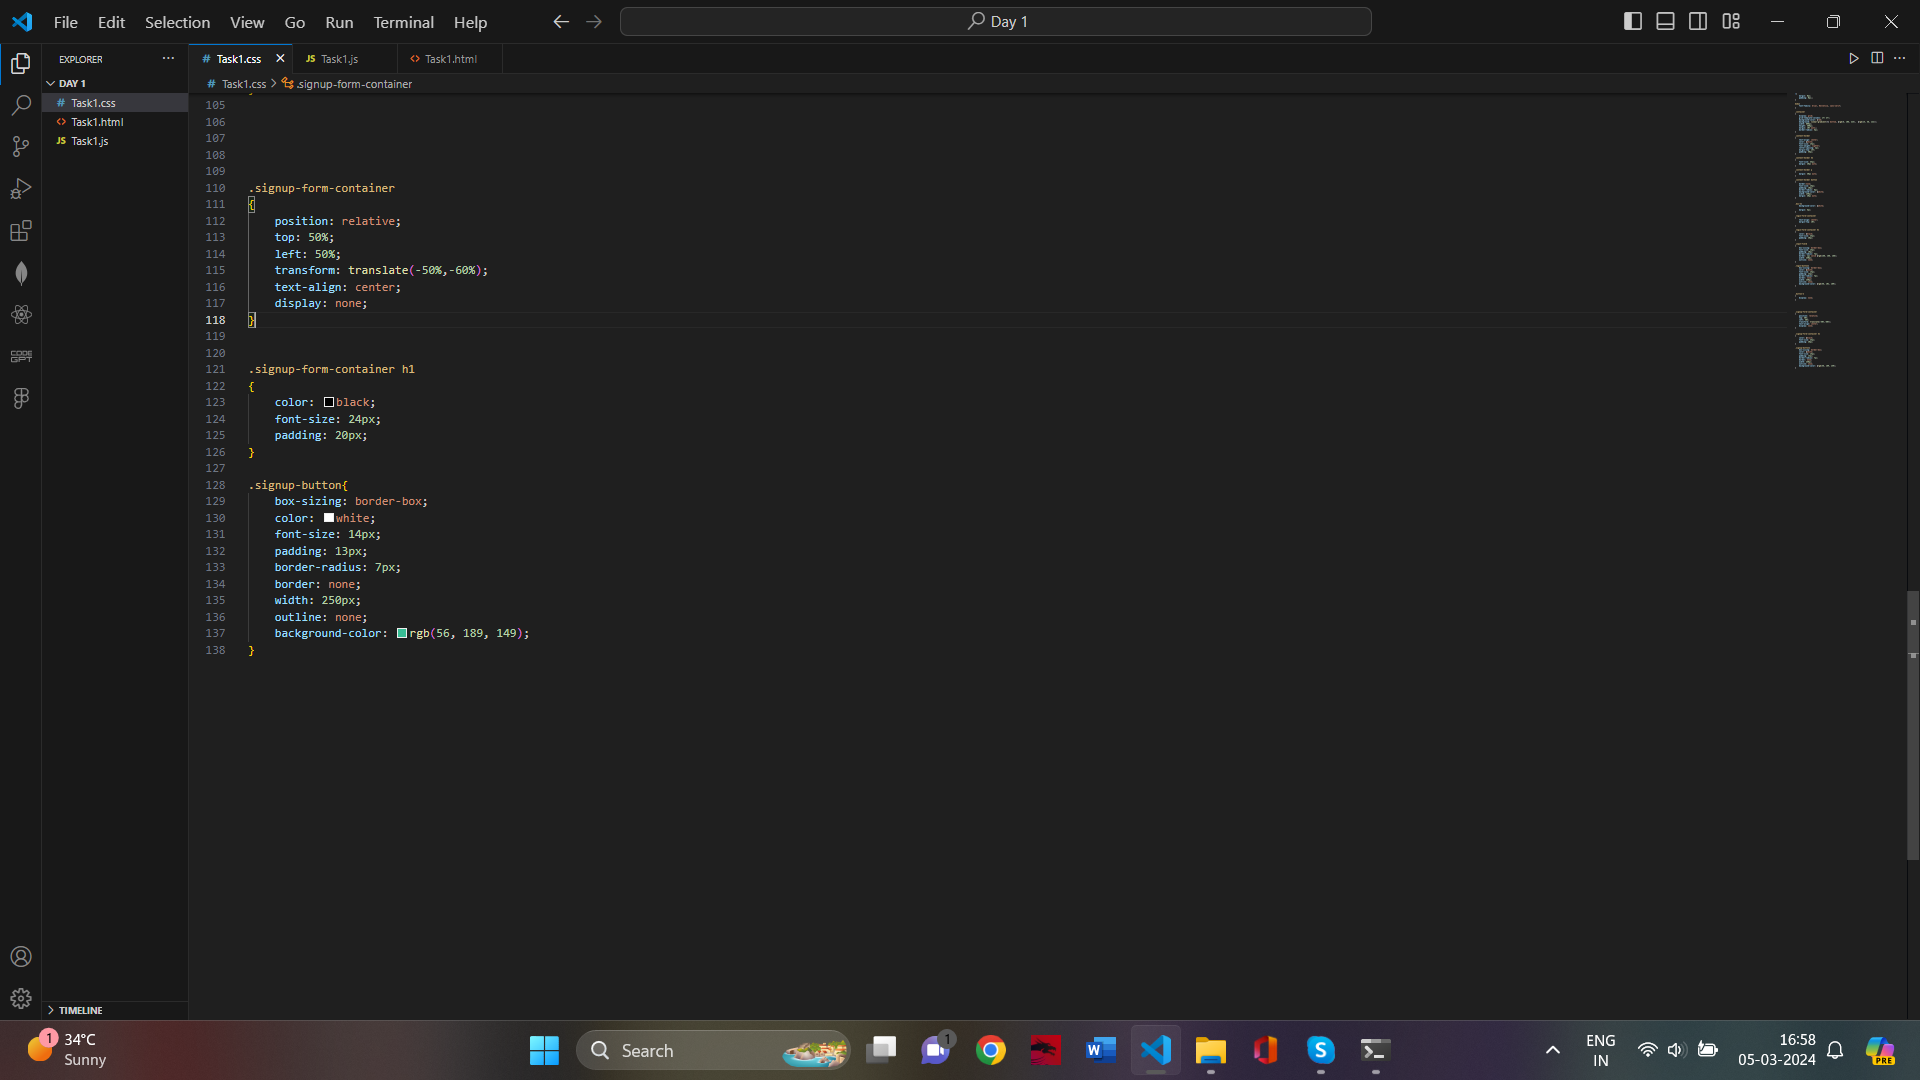 File Edit Selection View Go Run Terminal Help
Day 1
EXPLORER
DAY 1
# Task1.css
<> Task1.html
JS Task1.js
TIMELINE
# Task1.css
JS Task1.js
<> Task1.html
# Task1.css > .signup-form-container
105
106
107
108
109
110 .signup-form-container
111 {
112 position: relative;
113 top: 50%;
114 left: 50%;
115 transform: translate(-50%,-60%);
116 text-align: center;
117 display: none;
118 }
119
120
121 .signup-form-container h1
122 {
123 color: black;
124 font-size: 24px;
125 padding: 20px;
126 }
127
128 .signup-button{
129 box-sizing: border-box;
130 color: white;
131 font-size: 14px;
132 padding: 13px;
133 border-radius: 7px;
134 border: none;
135 width: 250px;
136 outline: none;
137 background-color: rgb(56, 189, 149);
138 }
CODE
GPT
1
34°C
Sunny
Search
1
W
S
ENG
IN
16:58
05-03-2024
PRE